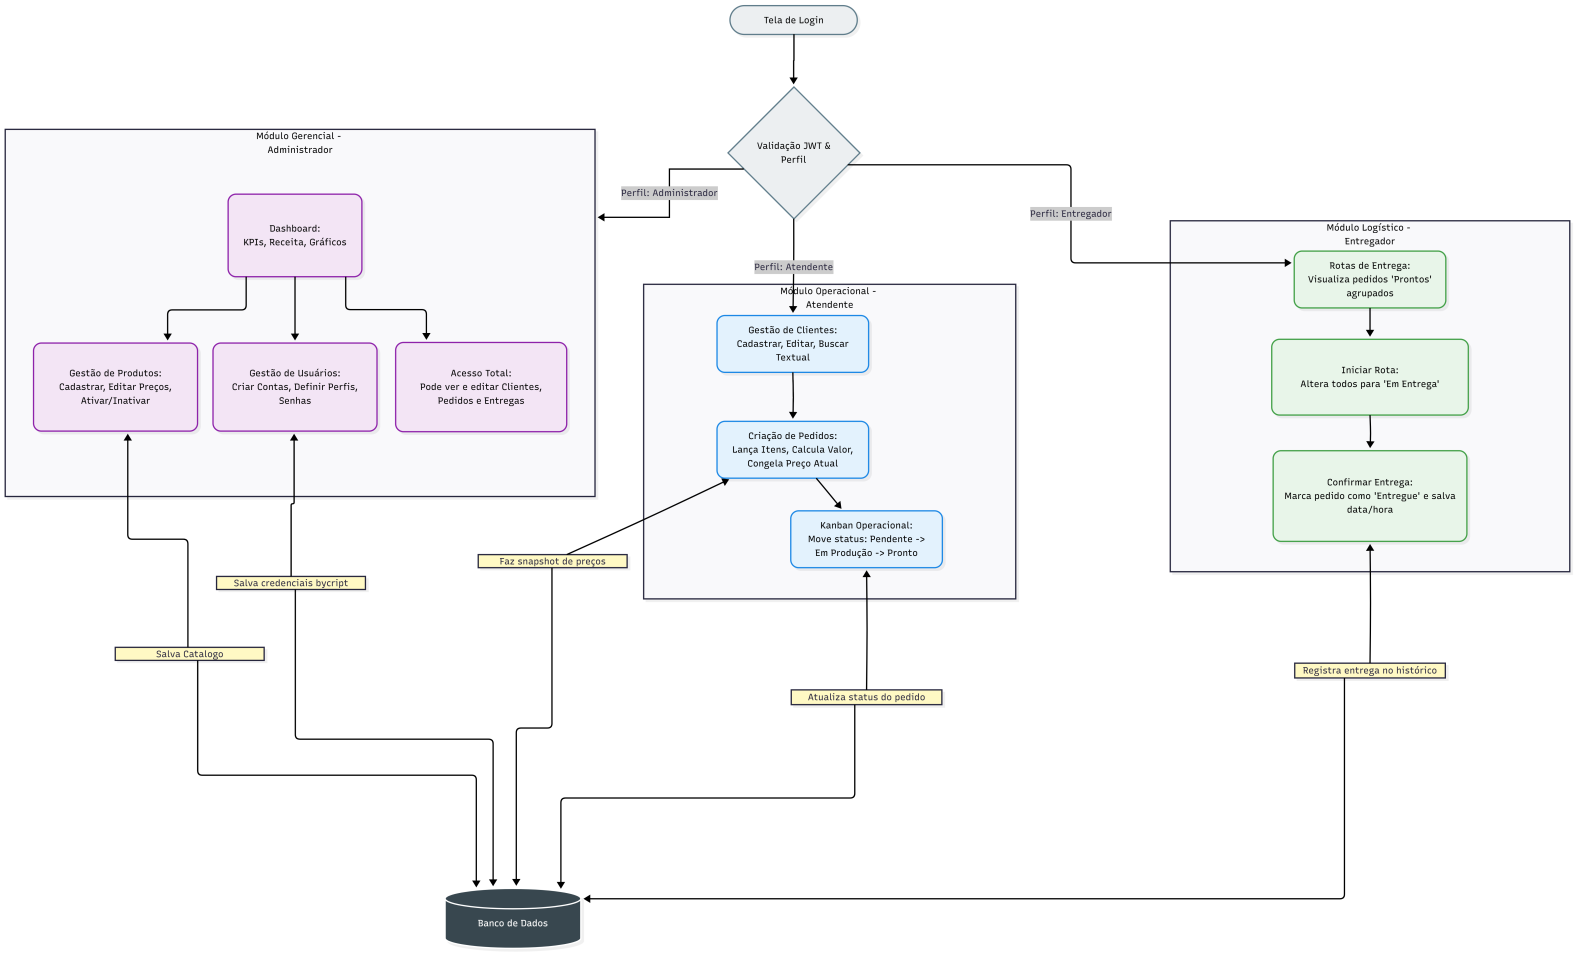 Tela de Login
Validação JWT &
Perfil
Perfil: Administrador
Perfil: Atendente
Perfil: Entregador
Módulo Gerencial -
Administrador
Dashboard:
KPIs, Receita, Gráficos
Gestão de Produtos:
Cadastrar, Editar Preços,
Ativar/Inativar
Gestão de Usuários:
Criar Contas, Definir Perfis,
Senhas
Acesso Total:
Pode ver e editar Clientes,
Pedidos e Entregas
Módulo Operacional -
Atendente
Gestão de Clientes:
Cadastrar, Editar, Buscar
Textual
Criação de Pedidos:
Lança Itens, Calcula Valor,
Congela Preço Atual
Kanban Operacional:
Move status: Pendente ->
Em Produção -> Pronto
Módulo Logístico -
Entregador
Rotas de Entrega:
Visualiza pedidos 'Prontos'
agrupados
Iniciar Rota:
Altera todos para 'Em Entrega'
Confirmar Entrega:
Marca pedido como 'Entregue' e salva
data/hora
Faz snapshot de preços
Salva credenciais bycript
Salva Catalogo
Atualiza status do pedido
Registra entrega no histórico
Banco de Dados